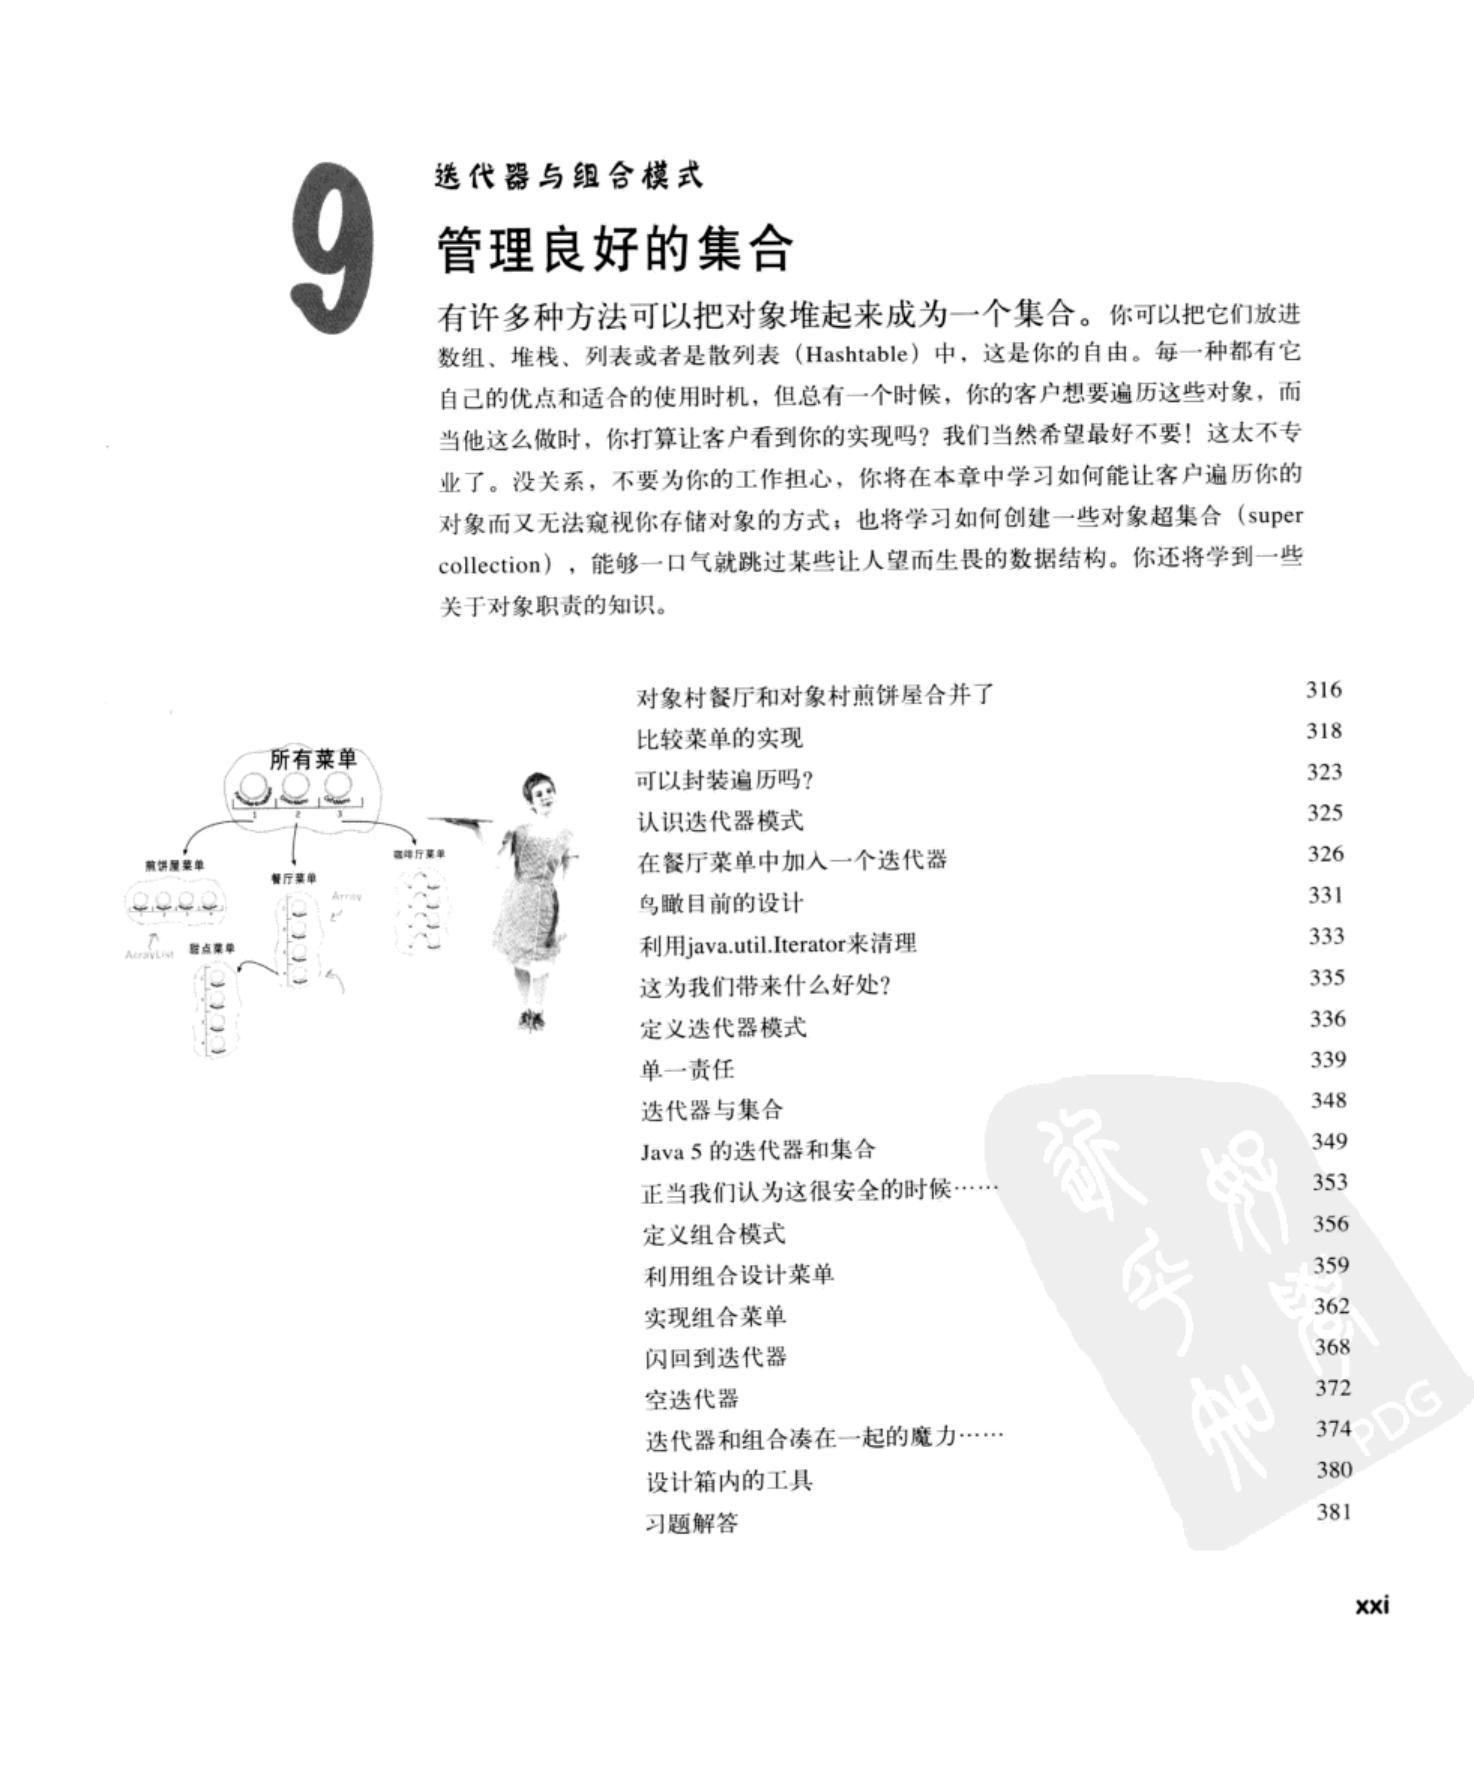 9
迭代器与组合模式
管理良好的集合
有许多种方法可以把对象堆起来成为一个集合。你可以把它们放进
数组、堆栈、列表或者是散列表（Hashtable）中，这是你的自由。每一种都有它
自己的优点和适合的使用时机，但总有一个时候，你的客户想要遍历这些对象，而
当他这么做时，你打算让客户看到你的实现吗？我们当然希望最好不要！这太不专
业了。没关系，不要为你的工作担心，你将在本章中学习如何能让客户遍历你的
对象而又无法窥视你存储对象的方式；也将学习如何创建一些对象超集合（super
collection），能够一口气就跳过某些让人望而生畏的数据结构。你还将学到一些
关于对象职责的知识。
所有菜单
1 2 3
煎饼屋菜单
餐厅菜单
咖啡厅菜单
Array
ArrayList
甜点菜单
对象村餐厅和对象村煎饼屋合并了 316
比较菜单的实现 318
可以封装遍历吗？ 323
认识迭代器模式 325
在餐厅菜单中加入一个迭代器 326
鸟瞰目前的设计 331
利用java.util.Iterator来清理 333
这为我们带来什么好处？ 335
定义迭代器模式 336
单一责任 339
迭代器与集合 348
Java 5 的迭代器和集合 349
正当我们认为这很安全的时候…… 353
定义组合模式 356
利用组合设计菜单 359
实现组合菜单 362
闪回到迭代器 368
空迭代器 372
迭代器和组合凑在一起的魔力…… 374
设计箱内的工具 380
习题解答 381
PDG
xxi